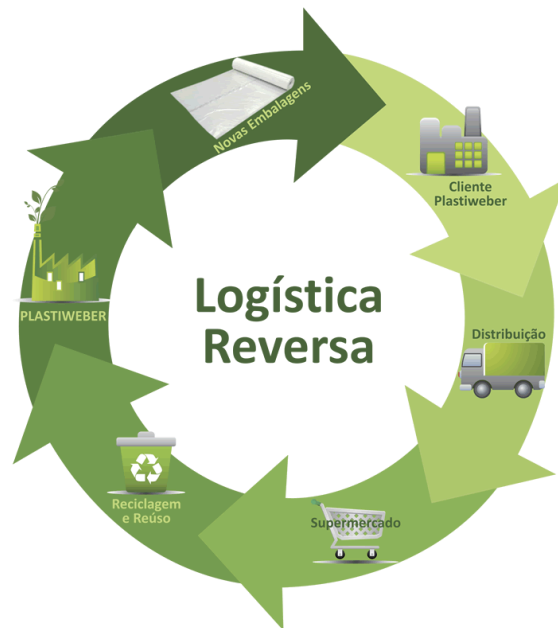 Novas Embalagens
Cliente
Plastiweber
Distribuição
Supermercado
Reciclagem
e Reúso
PLASTIWEBER
Logística
Reversa